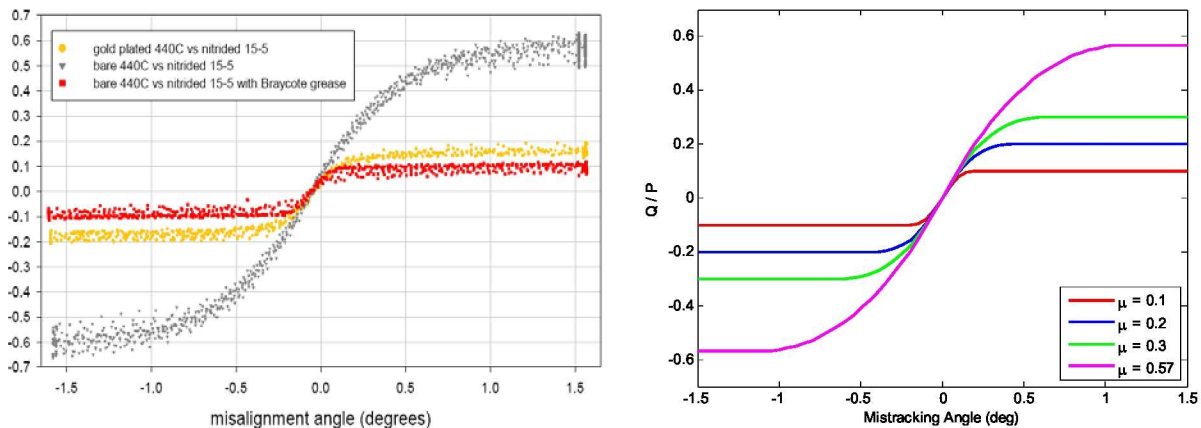 0.7
0.6
0.5
0.4
0.3
0.2
0.1
0.0
-0.1
-0.2
-0.3
-0.4
-0.5
-0.6
-0.7
gold plated 440C vs nitrided 15-5
bare 440C vs nitrided 15-5
bare 440C vs nitrided 15-5 with Braycote grease
-1.5 -1.0 -0.5 0.0 0.5 1.0 1.5
misalignment angle (degrees)
Q / P
0.6
0.4
0.2
0
-0.2
-0.4
-0.6
μ = 0.1
μ = 0.2
μ = 0.3
μ = 0.57
-1.5 -1 -0.5 0 0.5 1 1.5
Mistracking Angle (deg)